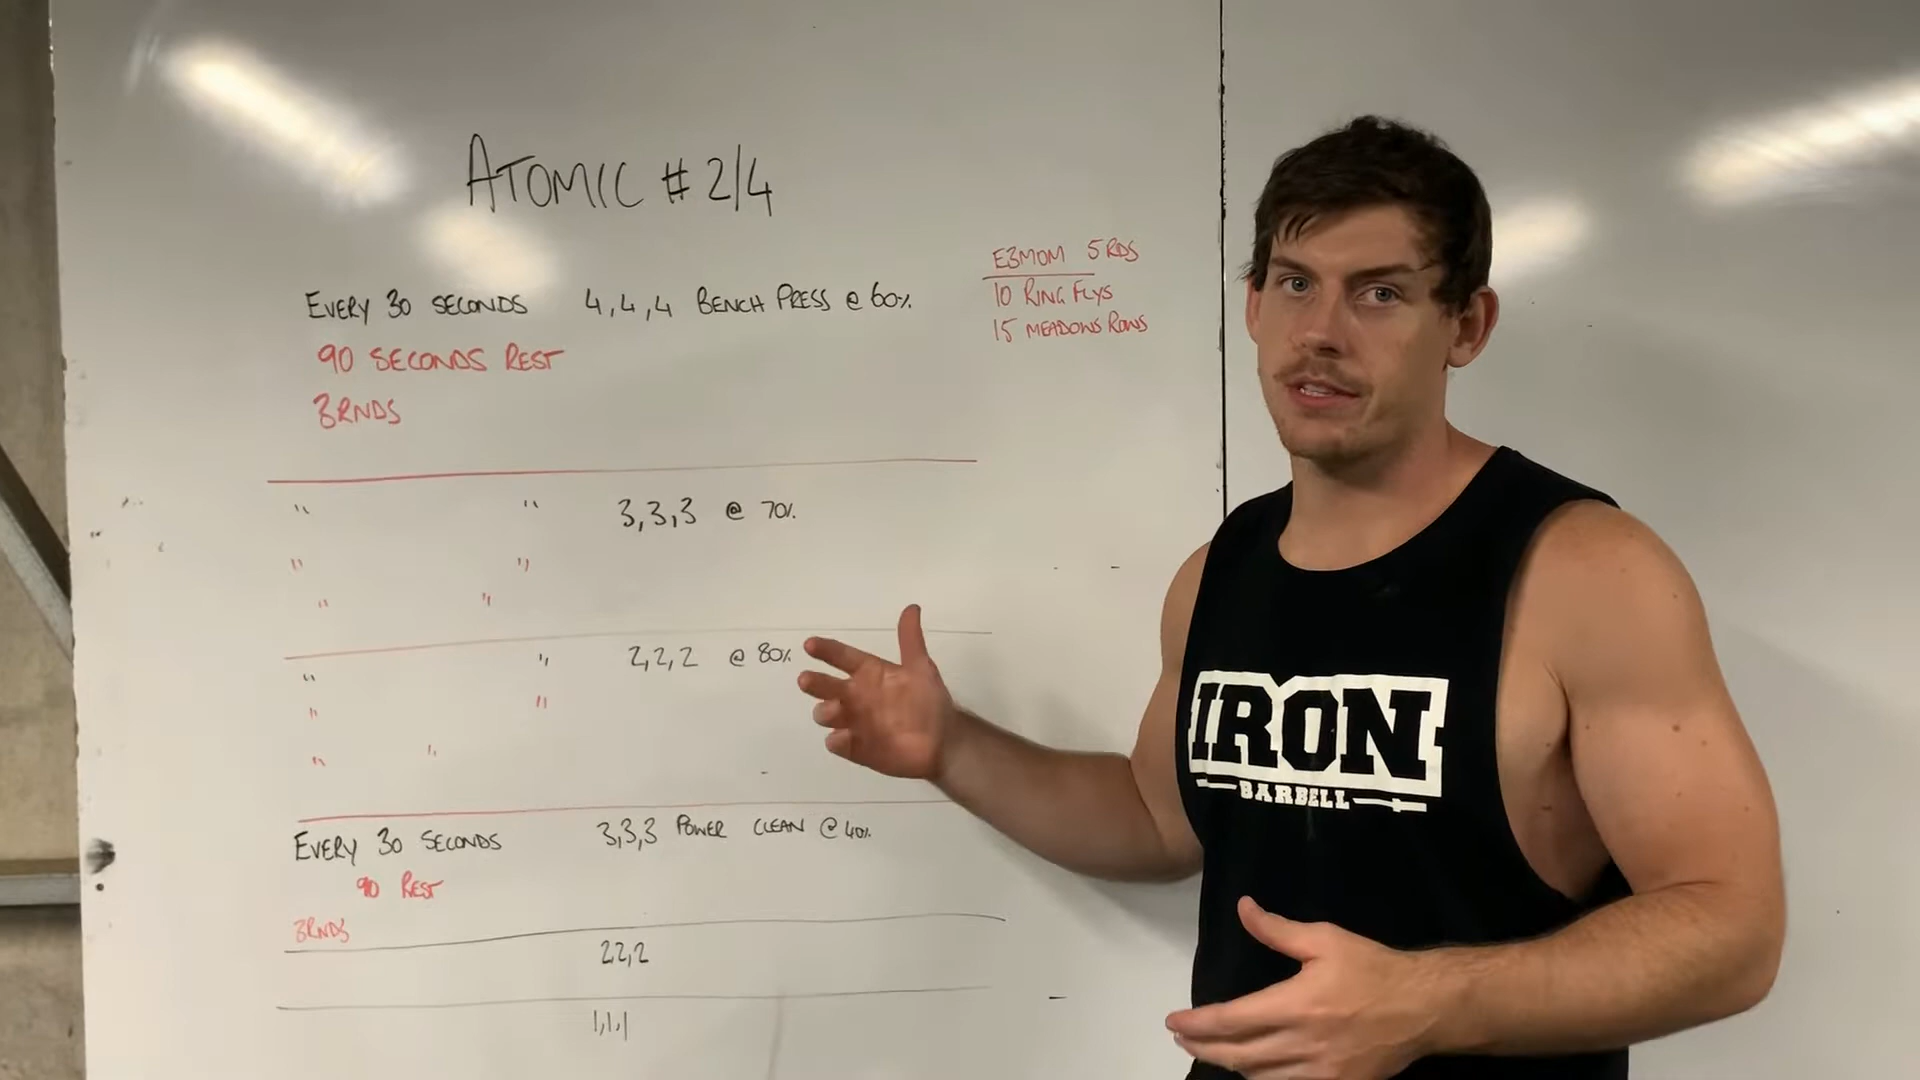 ATOMIC # 2/4
EVERY 30 SECONDS 4,4,4 BENCH PRESS @ 60%
90 SECONDS REST
3RNDS
E3MOM 5 RDS
10 RING FLYS
15 MEADOWS ROWS
" " 3,3,3 @ 70%
" "
" "
" " 2,2,2 @ 80%
" "
" "
EVERY 30 SECONDS 3,3,3 POWER CLEAN @ 40%
90 REST
3RNDS
2,2,2
1,1,1
IRON
BARBELL